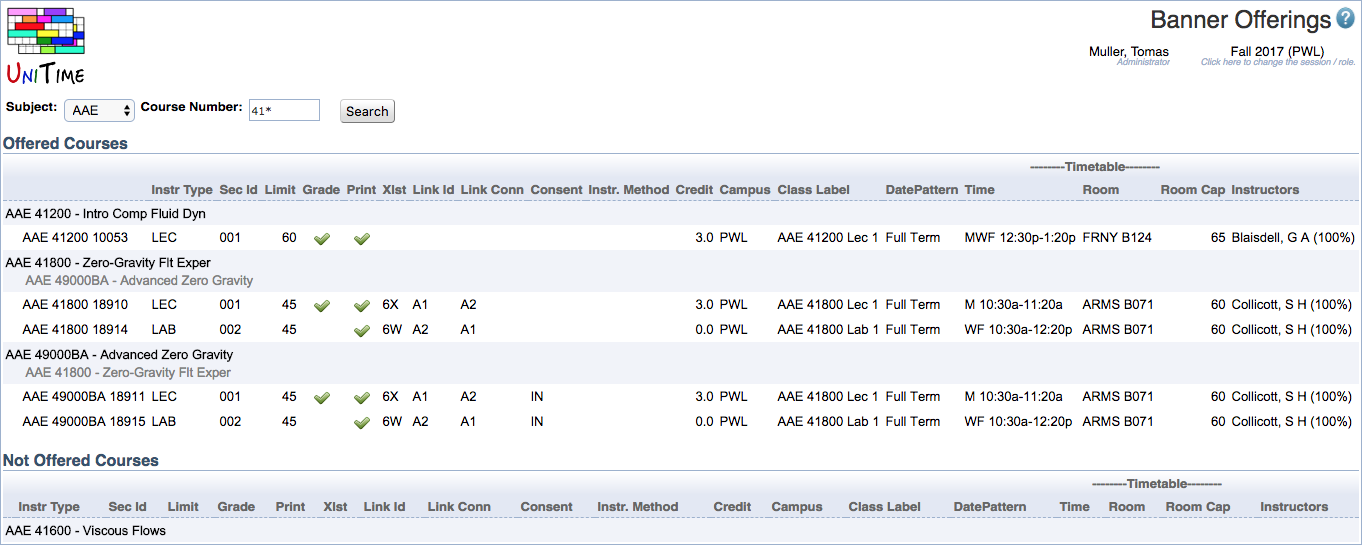 Banner Offerings ?
UniTime
Muller, Tomas Fall 2017 (PWL)
Administrator Click here to change the session / role.
Subject: AAE Course Number: 41* Search
Offered Courses
--------Timetable--------
Instr Type Sec Id Limit Grade Print Xlst Link Id Link Conn Consent Instr. Method Credit Campus Class Label DatePattern Time Room Room Cap Instructors
AAE 41200 - Intro Comp Fluid Dyn
AAE 41200 10053 LEC 001 60 3.0 PWL AAE 41200 Lec 1 Full Term MWF 12:30p-1:20p FRNY B124 65 Blaisdell, G A (100%)
AAE 41800 - Zero-Gravity Flt Exper
AAE 49000BA - Advanced Zero Gravity
AAE 41800 18910 LEC 001 45 6X A1 A2 3.0 PWL AAE 41800 Lec 1 Full Term M 10:30a-11:20a ARMS B071 60 Collicott, S H (100%)
AAE 41800 18914 LAB 002 45 6W A2 A1 0.0 PWL AAE 41800 Lab 1 Full Term WF 10:30a-12:20p ARMS B071 60 Collicott, S H (100%)
AAE 49000BA - Advanced Zero Gravity
AAE 41800 - Zero-Gravity Flt Exper
AAE 49000BA 18911 LEC 001 45 6X A1 A2 IN 3.0 PWL AAE 41800 Lec 1 Full Term M 10:30a-11:20a ARMS B071 60 Collicott, S H (100%)
AAE 49000BA 18915 LAB 002 45 6W A2 A1 IN 0.0 PWL AAE 41800 Lab 1 Full Term WF 10:30a-12:20p ARMS B071 60 Collicott, S H (100%)
Not Offered Courses
--------Timetable--------
Instr Type Sec Id Limit Grade Print Xlst Link Id Link Conn Consent Instr. Method Credit Campus Class Label DatePattern Time Room Room Cap Instructors
AAE 41600 - Viscous Flows